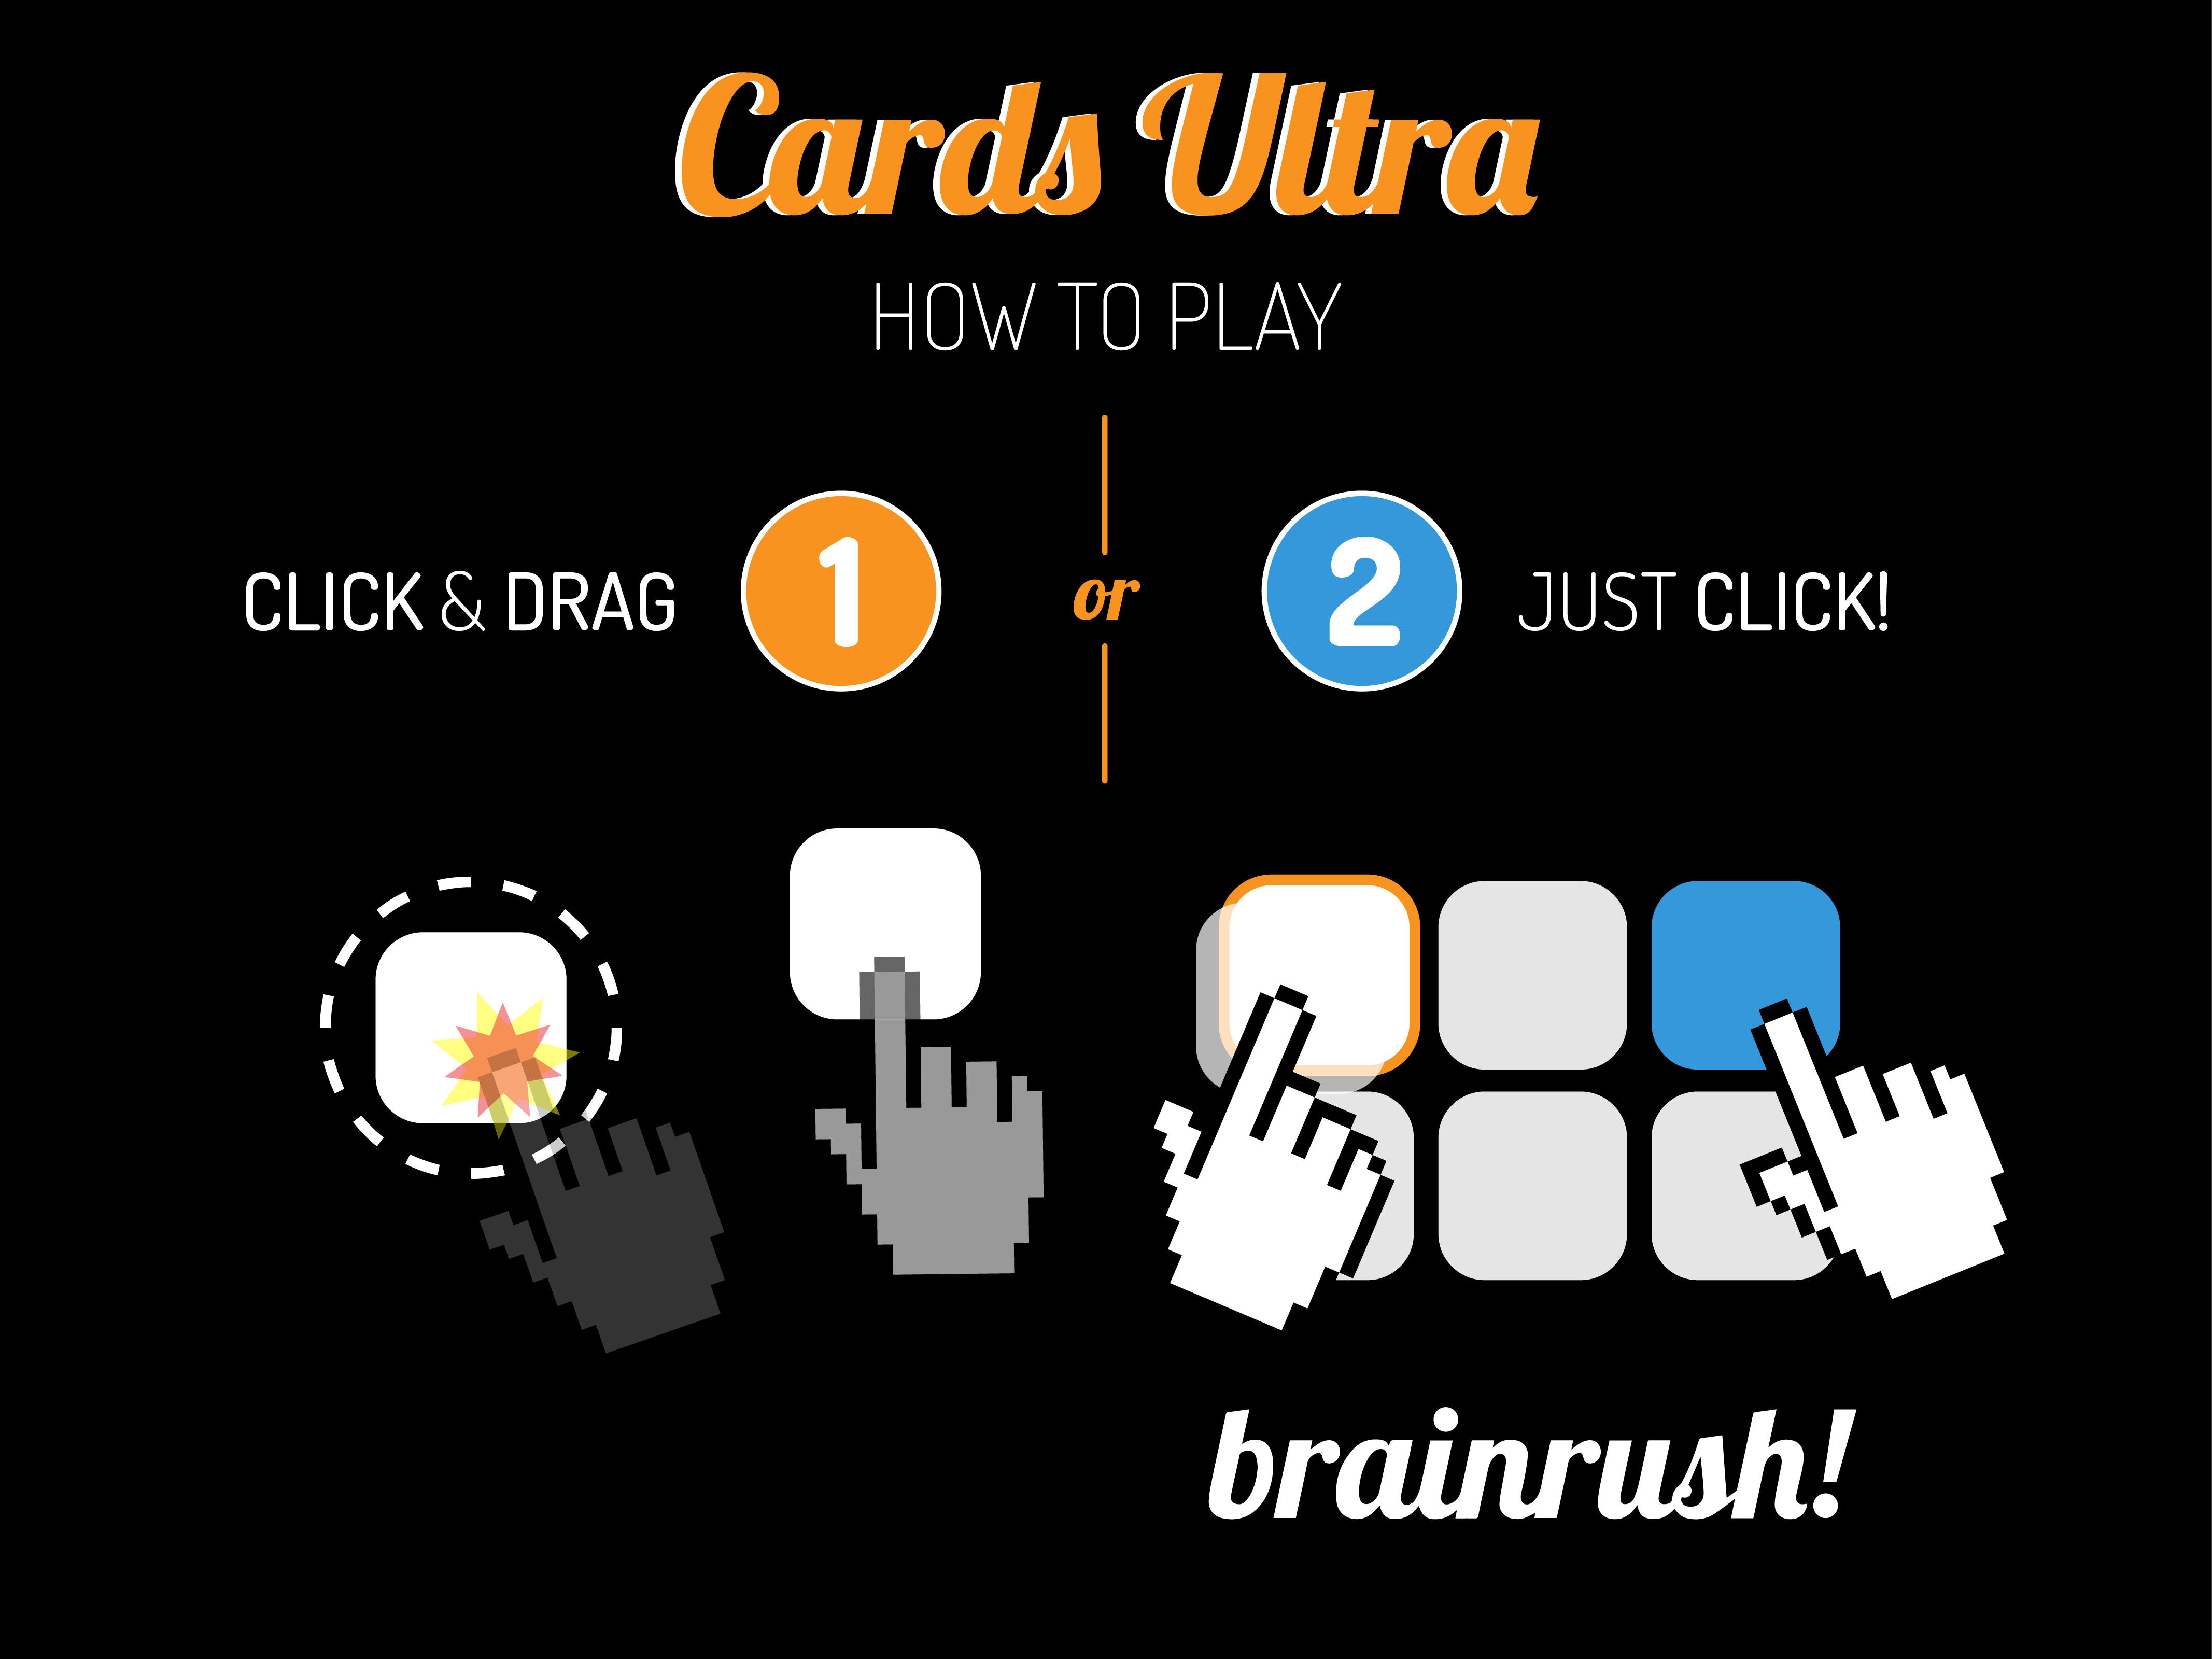 Cards Ultra
HOW TO PLAY
CLICK & DRAG
1
or
2
JUST CLICK!
brainrush!